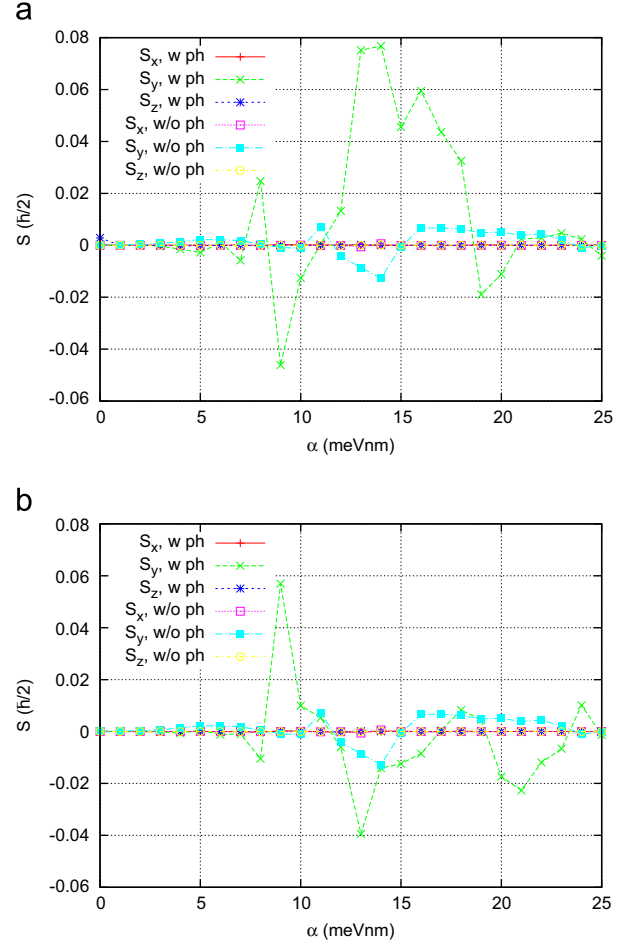 a
0.08
0.06
0.04
0.02
0
-0.02
-0.04
-0.06
S (ħ/2)
Sx, w ph
Sy, w ph
Sz, w ph
Sx, w/o ph
Sy, w/o ph
Sz, w/o ph
0 5 10 15 20 25
α (meVnm)
b
0.08
0.06
0.04
0.02
0
-0.02
-0.04
-0.06
S (ħ/2)
Sx, w ph
Sy, w ph
Sz, w ph
Sx, w/o ph
Sy, w/o ph
Sz, w/o ph
0 5 10 15 20 25
α (meVnm)